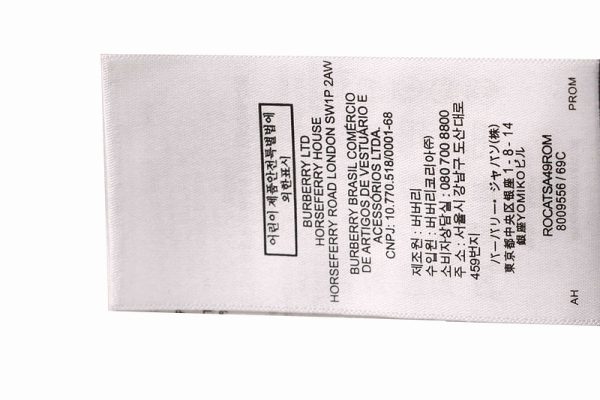 어린이 제품안전특별법에
의한표시
BURBERRY LTD
HORSEFERRY HOUSE
HORSEFERRY ROAD LONDON SW1P 2AW
BURBERRY BRASIL COMÉRCIO
DE ARTIGOS DE VESTUÁRIO E
ACESSÓRIOS LTDA.
CNPJ: 10.770.518/0001-68
제조원 : 버버리
수입원 : 버버리코리아㈜
소비자상담실 : 080 700 8800
주 소 : 서울시 강남구 도산대로
459번지
バーバリー・ジャパン(株)
東京都中央区銀座1-8-14
銀座YOMIKOビル
ROCATSA49ROM
8009556 / 69C
AH PROM